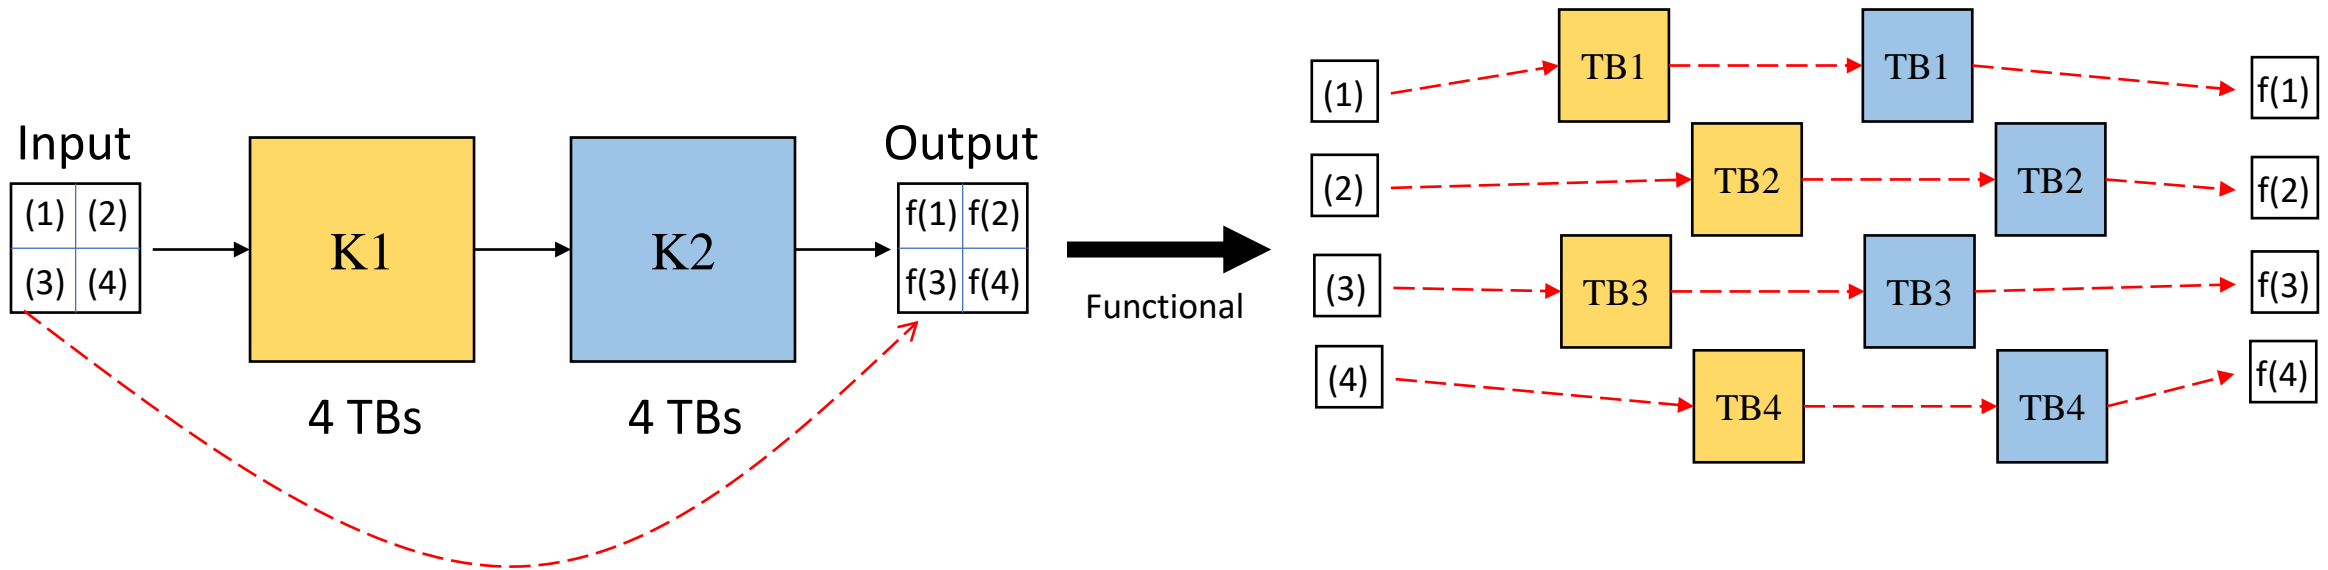 Input
(1) (2)
(3) (4)
K1
4 TBs
K2
4 TBs
Output
f(1) f(2)
f(3) f(4)
Functional
(1)
TB1
TB1
f(1)
(2)
TB2
TB2
f(2)
(3)
TB3
TB3
f(3)
(4)
TB4
TB4
f(4)